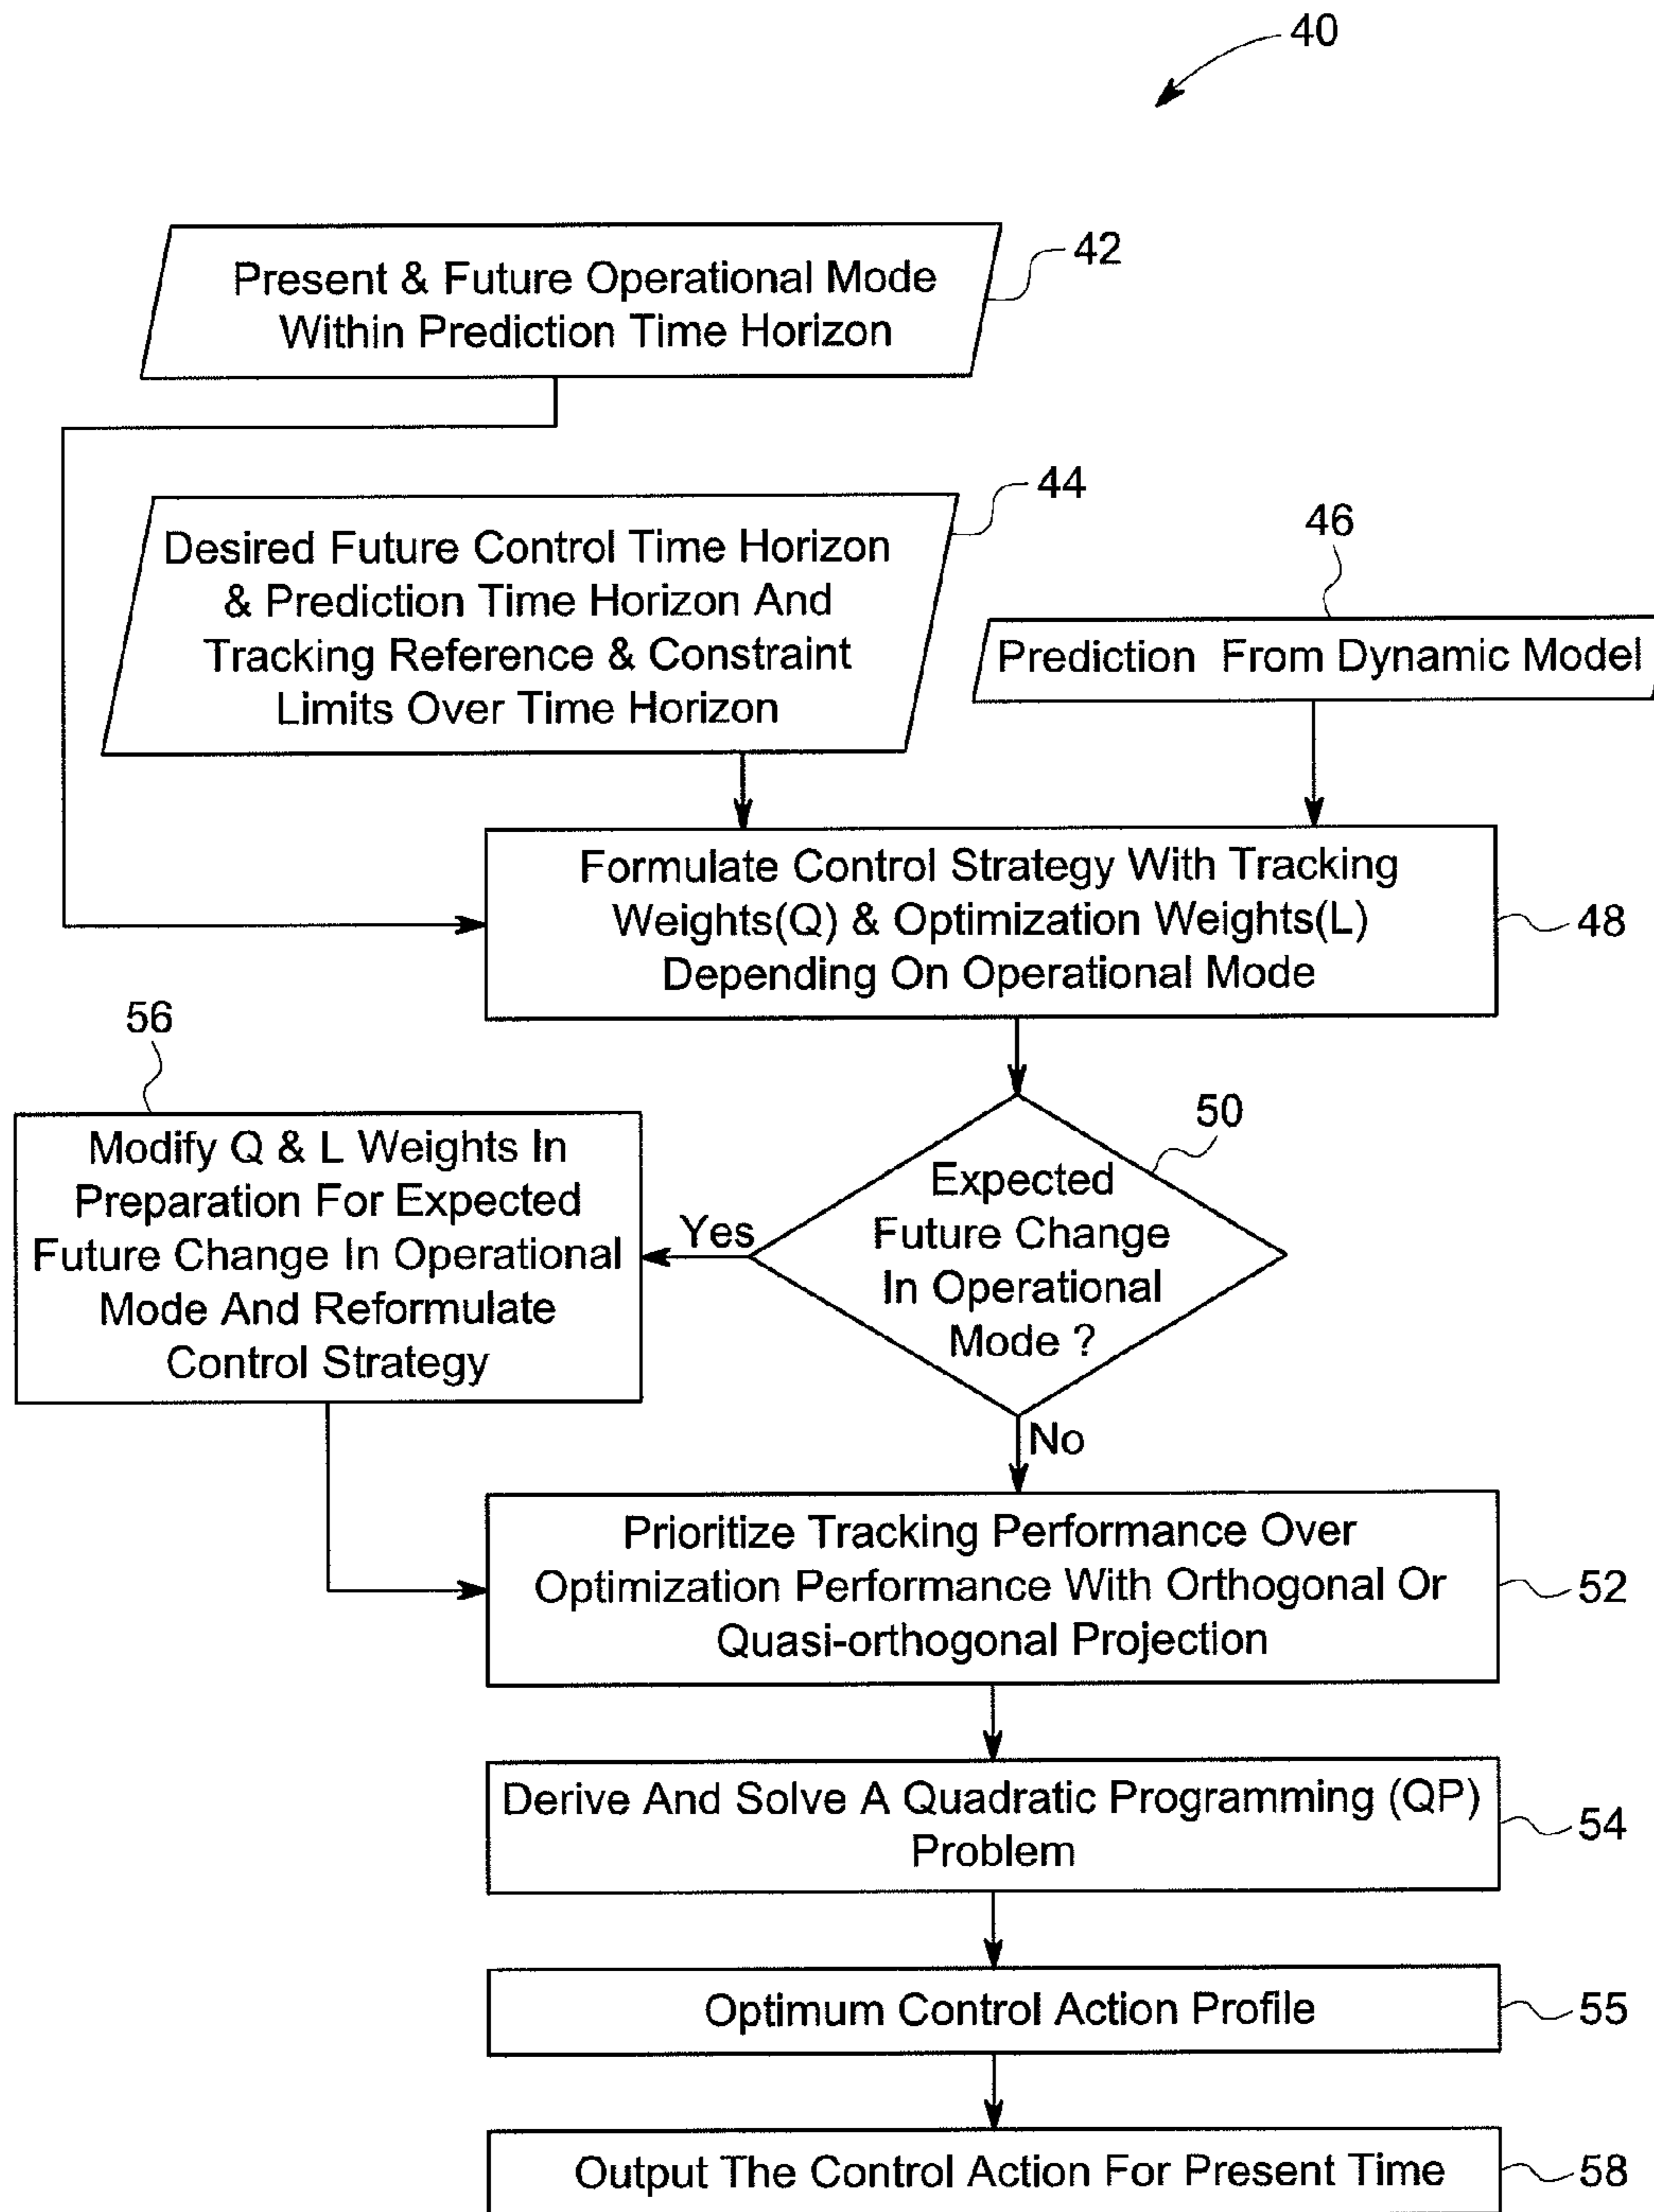 40
Present & Future Operational Mode
Within Prediction Time Horizon
42
Desired Future Control Time Horizon
& Prediction Time Horizon And
Tracking Reference & Constraint
Limits Over Time Horizon
44
46
Prediction From Dynamic Model
Formulate Control Strategy With Tracking
Weights(Q) & Optimization Weights(L)
Depending On Operational Mode
48
56
Modify Q & L Weights In
Preparation For Expected
Future Change In Operational
Mode And Reformulate
Control Strategy
Yes
50
Expected
Future Change
In Operational
Mode ?
No
Prioritize Tracking Performance Over
Optimization Performance With Orthogonal Or
Quasi-orthogonal Projection
52
Derive And Solve A Quadratic Programming (QP)
Problem
54
Optimum Control Action Profile
55
Output The Control Action For Present Time
58